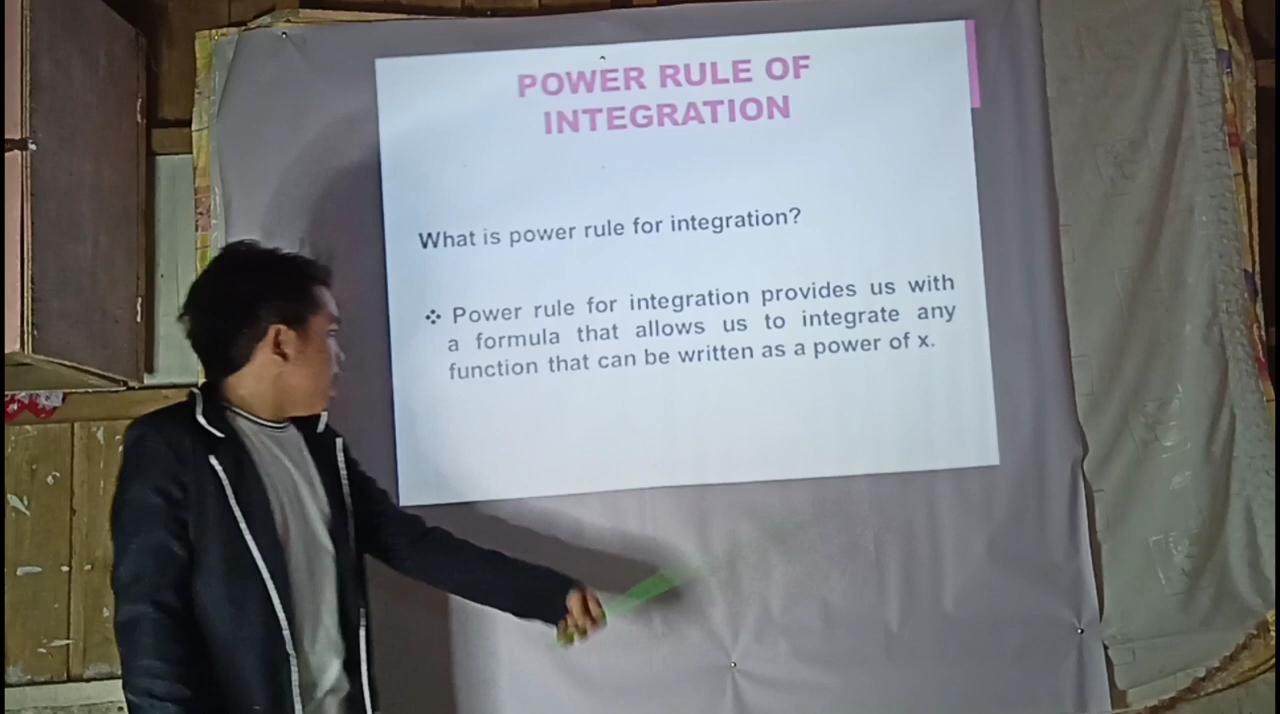 POWER RULE OF
INTEGRATION
What is power rule for integration?
❖ Power rule for integration provides us with
a formula that allows us to integrate any
function that can be written as a power of x.